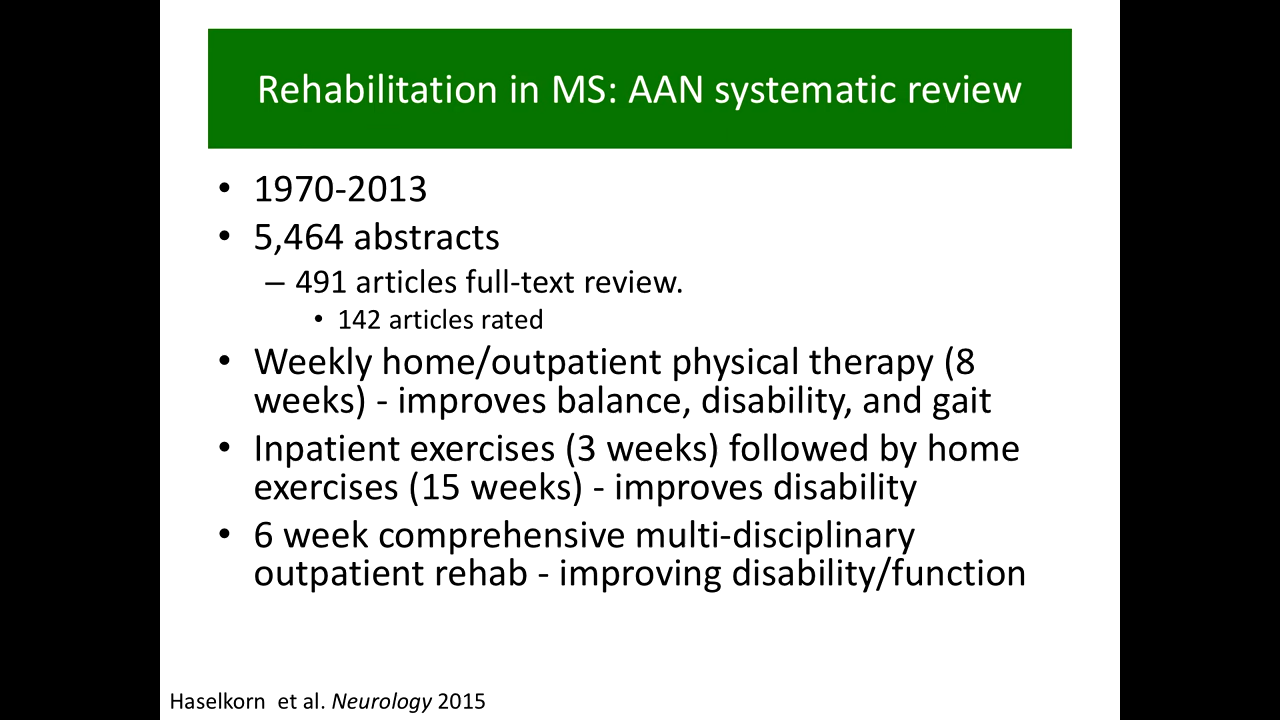 Rehabilitation in MS: AAN systematic review
• 1970-2013
• 5,464 abstracts
– 491 articles full-text review.
• 142 articles rated
• Weekly home/outpatient physical therapy (8
weeks) - improves balance, disability, and gait
• Inpatient exercises (3 weeks) followed by home
exercises (15 weeks) - improves disability
• 6 week comprehensive multi-disciplinary
outpatient rehab - improving disability/function
Haselkorn et al. Neurology 2015